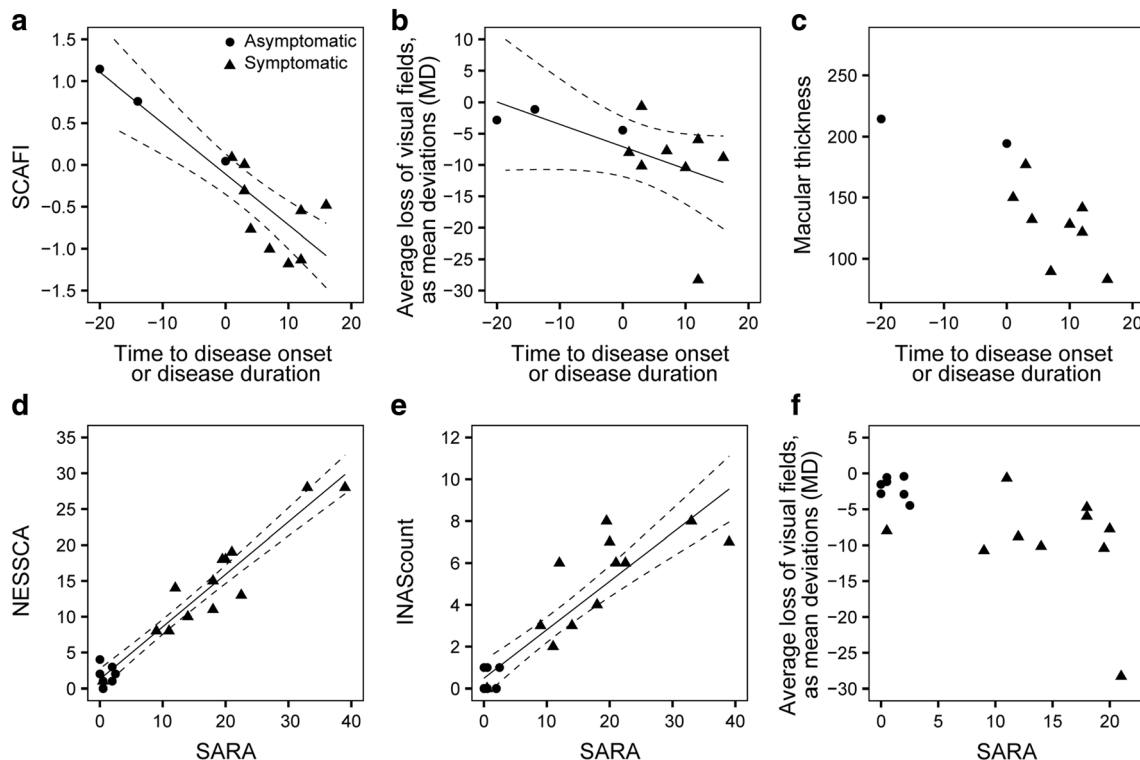 a
1.5
1.0
0.5
0.0
−0.5
−1.0
−1.5
SCAFI
Asymptomatic
Symptomatic
−20 −10 0 10 20
Time to disease onset
or disease duration
b
10
5
0
−5
−10
−15
−20
−25
−30
Average loss of visual fields,
as mean deviations (MD)
−20 −10 0 10 20
Time to disease onset
or disease duration
c
250
200
150
100
Macular thickness
−20 −10 0 10 20
Time to disease onset
or disease duration
d
35
30
25
20
15
10
5
0
NESSCA
0 10 20 30 40
SARA
e
12
10
8
6
4
2
0
INAScount
0 10 20 30 40
SARA
f
5
0
−5
−10
−15
−20
−25
−30
Average loss of visual fields,
as mean deviations (MD)
0 5 10 15 20
SARA